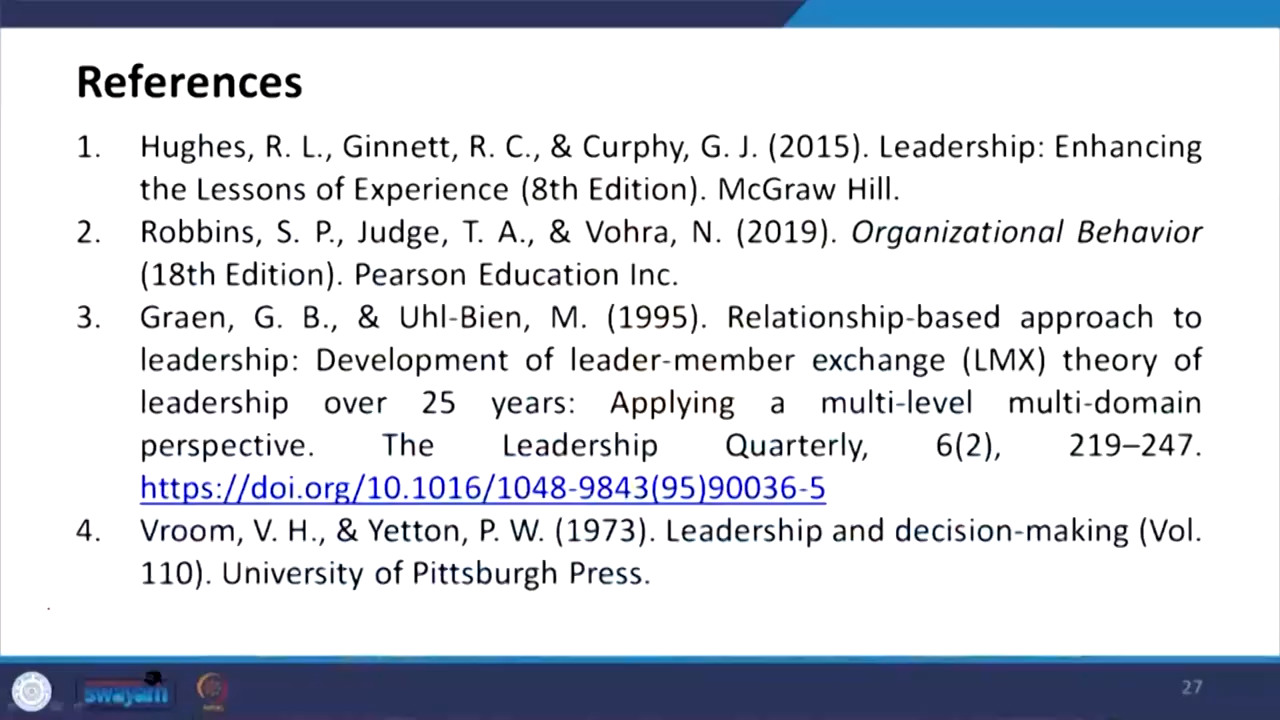 References
1. Hughes, R. L., Ginnett, R. C., & Curphy, G. J. (2015). Leadership: Enhancing
the Lessons of Experience (8th Edition). McGraw Hill.
2. Robbins, S. P., Judge, T. A., & Vohra, N. (2019). Organizational Behavior
(18th Edition). Pearson Education Inc.
3. Graen, G. B., & Uhl-Bien, M. (1995). Relationship-based approach to
leadership: Development of leader-member exchange (LMX) theory of
leadership over 25 years: Applying a multi-level multi-domain
perspective. The Leadership Quarterly, 6(2), 219–247.
https://doi.org/10.1016/1048-9843(95)90036-5
4. Vroom, V. H., & Yetton, P. W. (1973). Leadership and decision-making (Vol.
110). University of Pittsburgh Press.
swayam
27